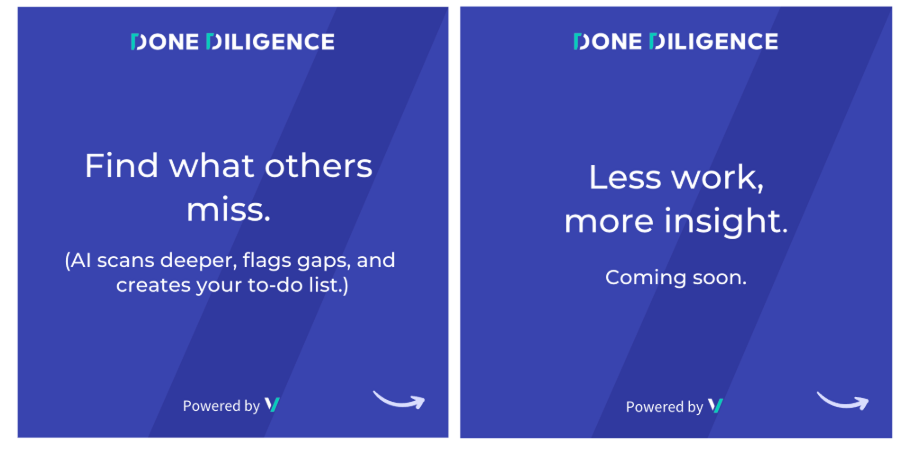 DONE DILIGENCE
Find what others
miss.
(AI scans deeper, flags gaps, and
creates your to-do list.)
Powered by V
DONE DILIGENCE
Less work,
more insight.
Coming soon.
Powered by V